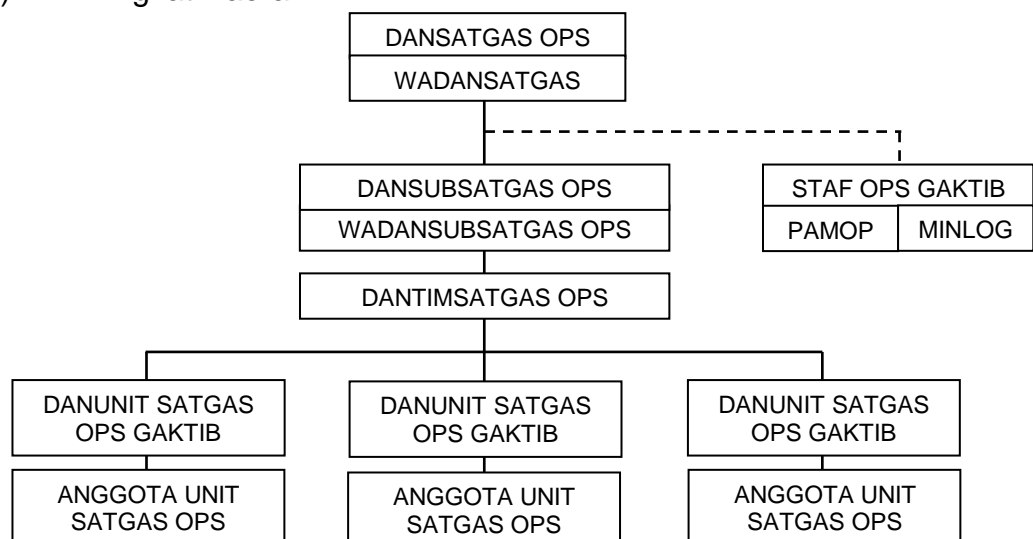 DANSATGAS OPS
WADANSATGAS
DANSUBSATGAS OPS
WADANSUBSATGAS OPS
STAF OPS GAKTIB
PAMOP
MINLOG
DANTIMSATGAS OPS
DANUNIT SATGAS
OPS GAKTIB
DANUNIT SATGAS
OPS GAKTIB
DANUNIT SATGAS
OPS GAKTIB
ANGGOTA UNIT
SATGAS OPS
ANGGOTA UNIT
SATGAS OPS
ANGGOTA UNIT
SATGAS OPS